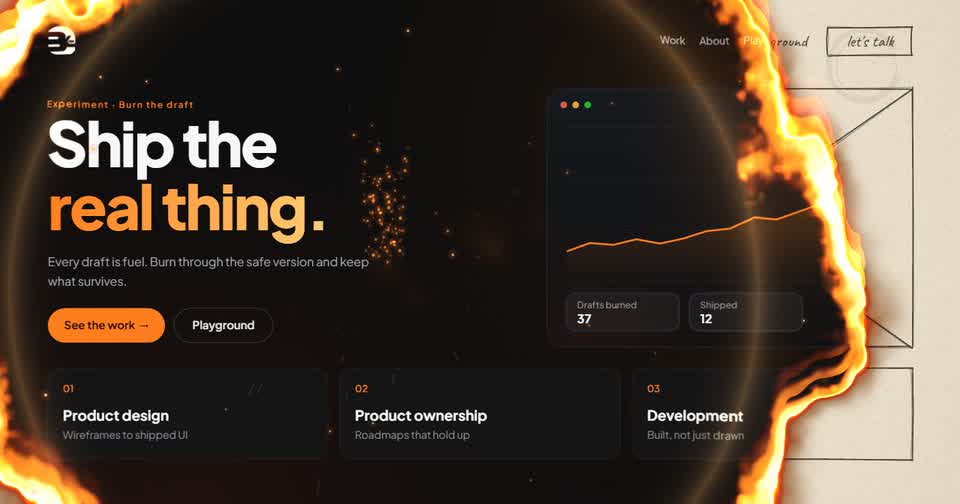 Work About Playground let's talk
Experiment · Burn the draft
Ship the
real thing.
Every draft is fuel. Burn through the safe version and keep
what survives.
See the work → Playground
Drafts burned Shipped
37 12
01 02 03
Product design Product ownership Development
Wireframes to shipped UI Roadmaps that hold up Built, not just drawn